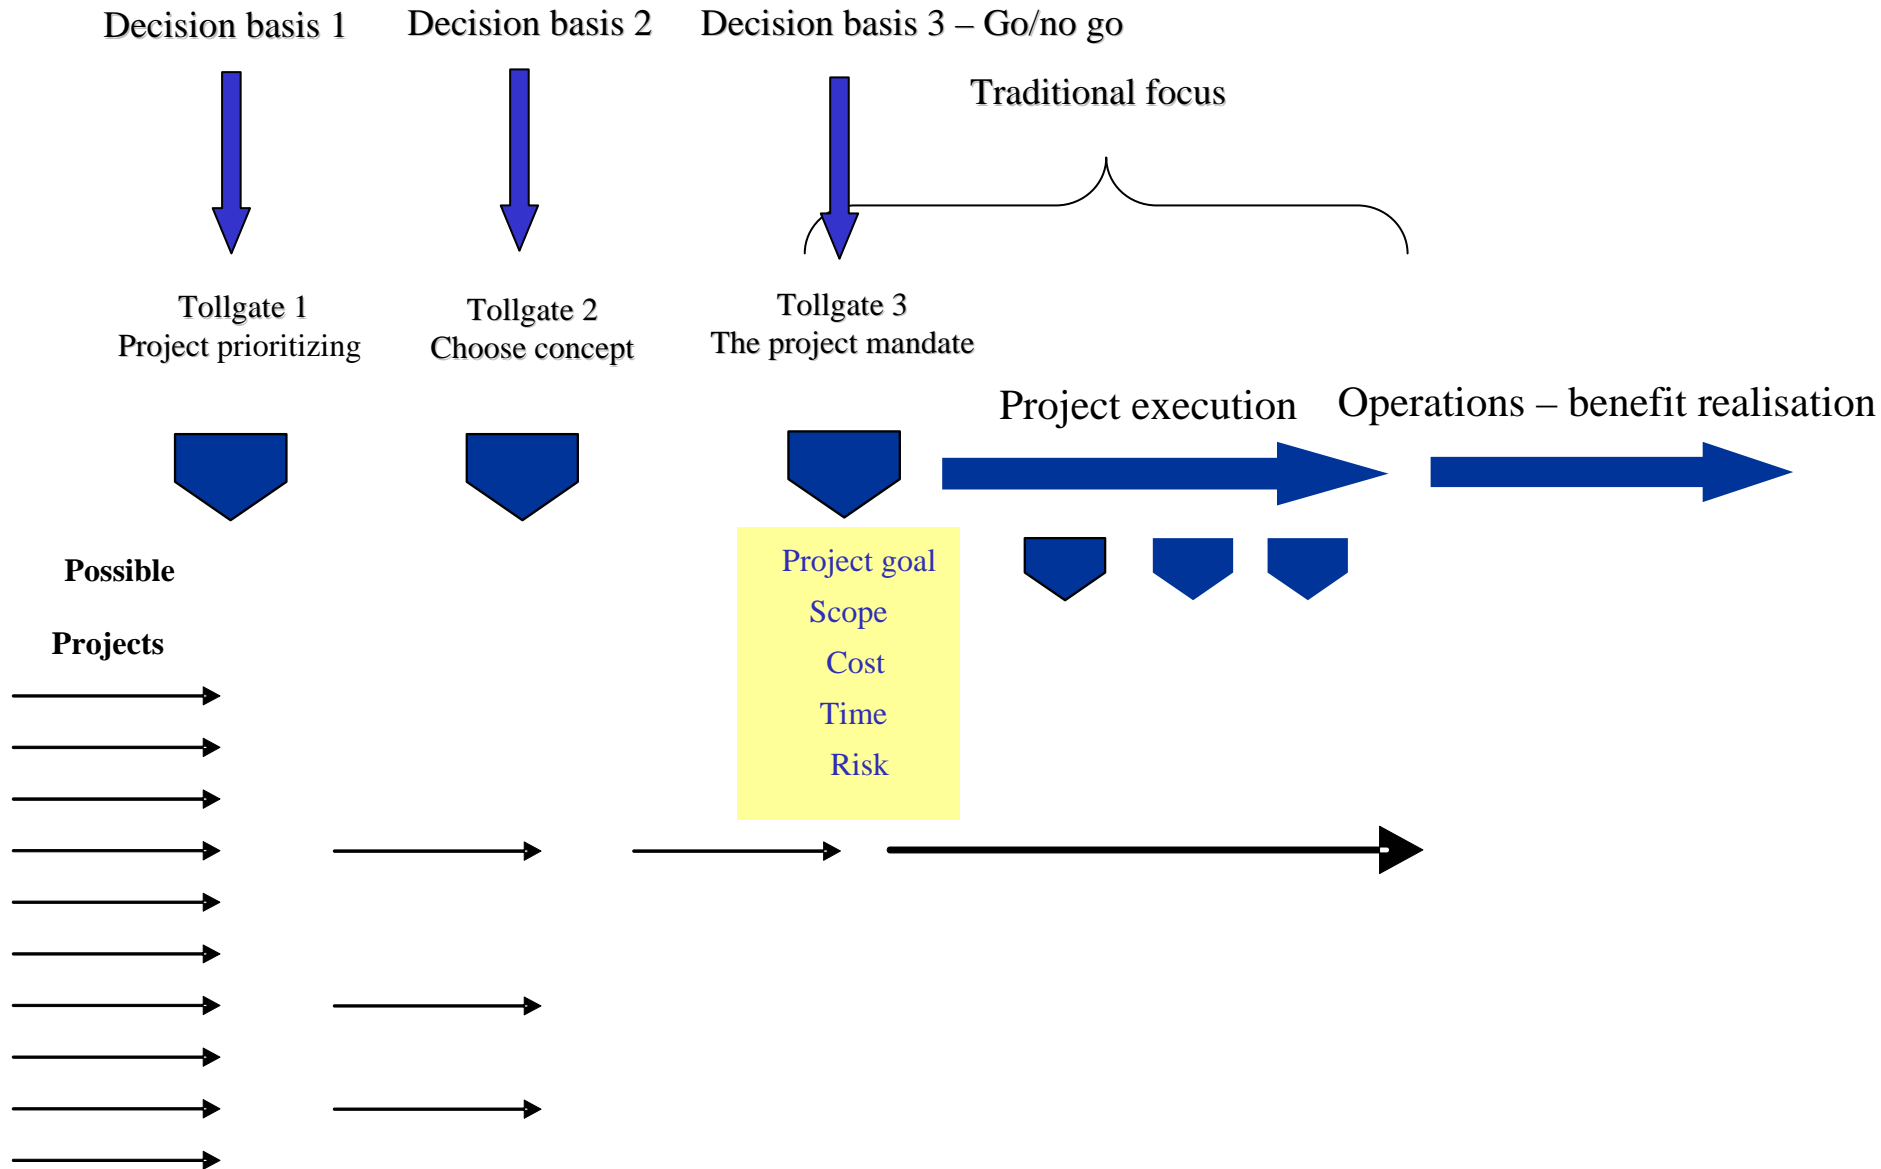 Decision basis 1
Decision basis 2
Decision basis 3 – Go/no go
Traditional focus
Tollgate 1
Project prioritizing
Tollgate 2
Choose concept
Tollgate 3
The project mandate
Project execution
Operations – benefit realisation
Possible
Projects
Project goal
Scope
Cost
Time
Risk